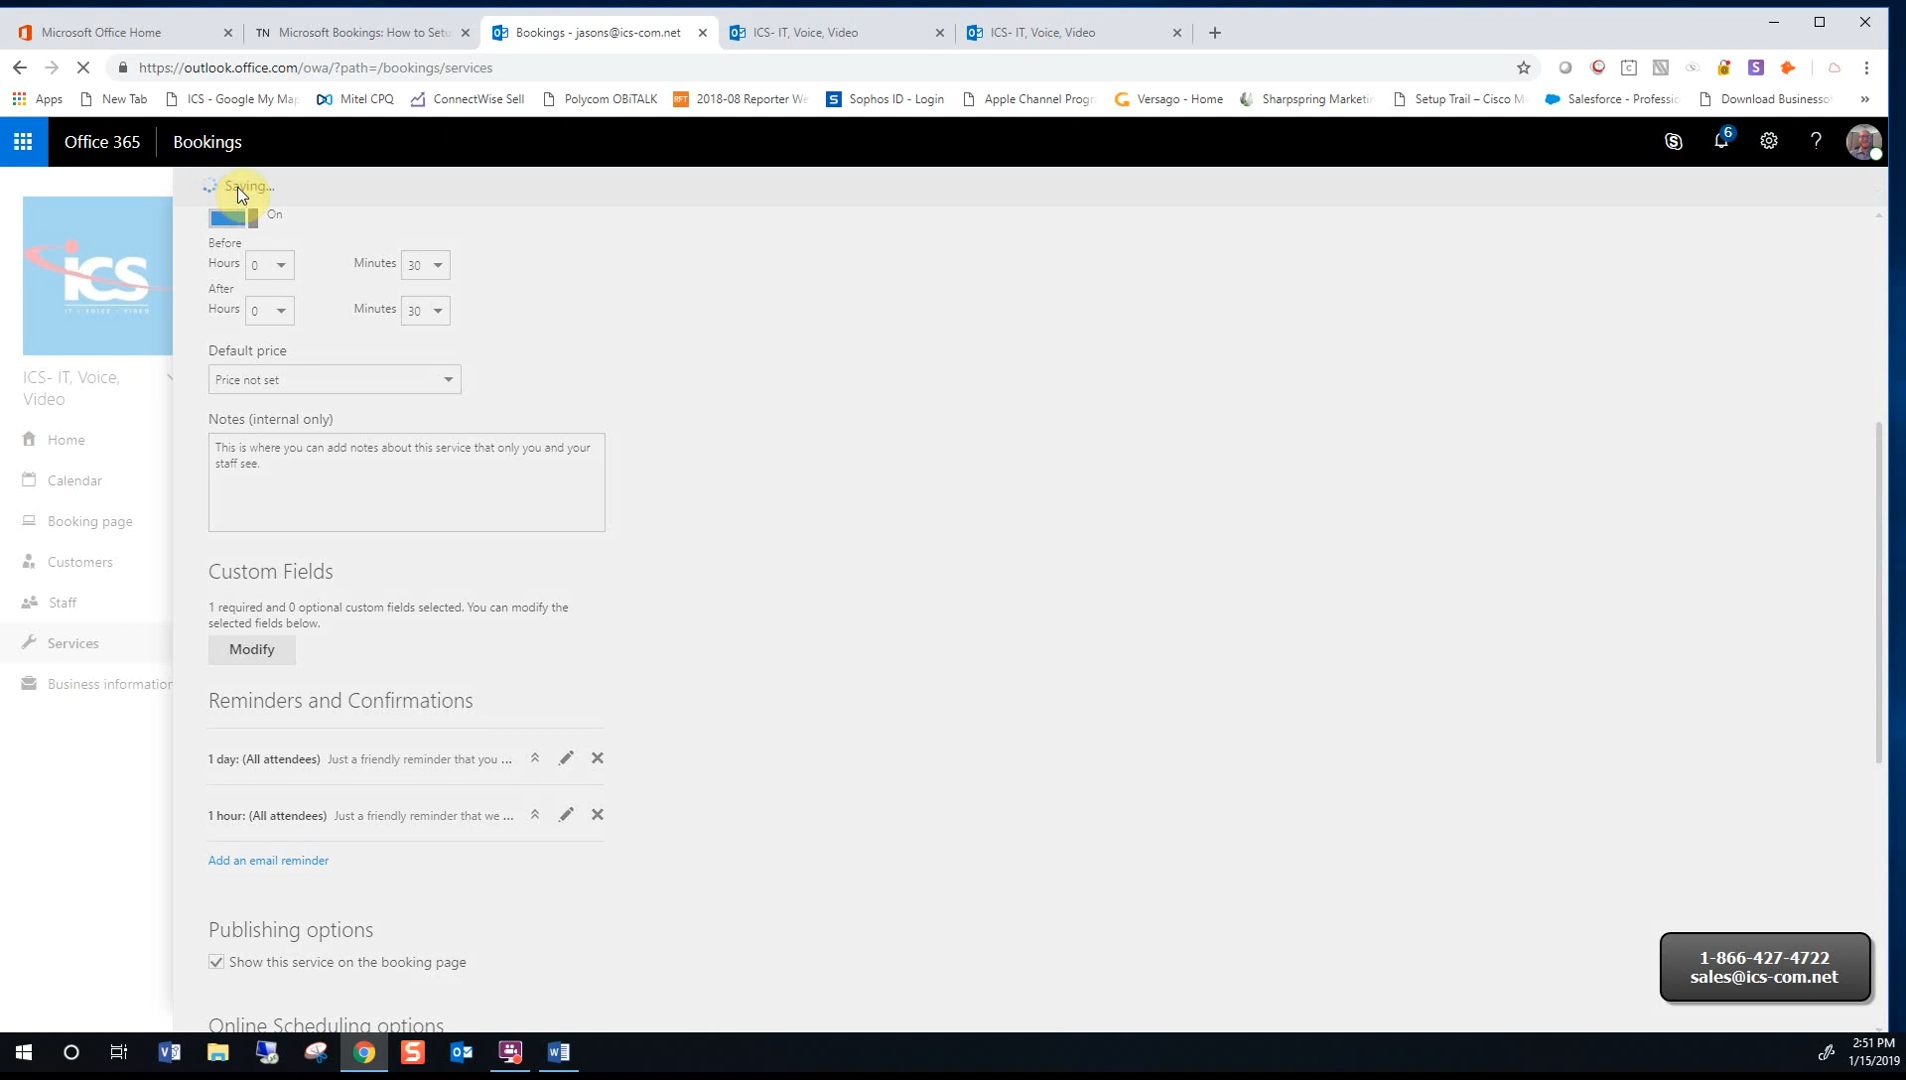 Microsoft Office Home
TN Microsoft Bookings: How to Setu
Bookings - jasons@ics-com.net
ICS- IT, Voice, Video
ICS- IT, Voice, Video
https://outlook.office.com/owa/?path=/bookings/services
Apps
New Tab
ICS - Google My Ma
Mitel CPQ
ConnectWise Sell
Polycom OBiTALK
RFT 2018-08 Reporter We
Sophos ID - Login
Apple Channel Progr
Versago - Home
Sharpspring Marketin
Setup Trail – Cisco M
Salesforce - Professio
Download Businesso
Office 365
Bookings
6
Saving...
On
Before
Hours 0 Minutes 30
After
Hours 0 Minutes 30
Default price
Price not set
Notes (internal only)
This is where you can add notes about this service that only you and your
staff see.
Custom Fields
1 required and 0 optional custom fields selected. You can modify the
selected fields below.
Modify
Reminders and Confirmations
1 day: (All attendees) Just a friendly reminder that you ...
1 hour: (All attendees) Just a friendly reminder that we ...
Add an email reminder
Publishing options
Show this service on the booking page
Online Scheduling options
ICS
IT · VOICE · VIDEO
ICS- IT, Voice,
Video
Home
Calendar
Booking page
Customers
Staff
Services
Business information
1-866-427-4722
sales@ics-com.net
2:51 PM
1/15/2019